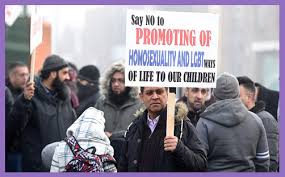 Say NO to
PROMOTING OF
HOMOSEXUALITY AND LGBT WAYS
OF LIFE TO OUR CHILDREN